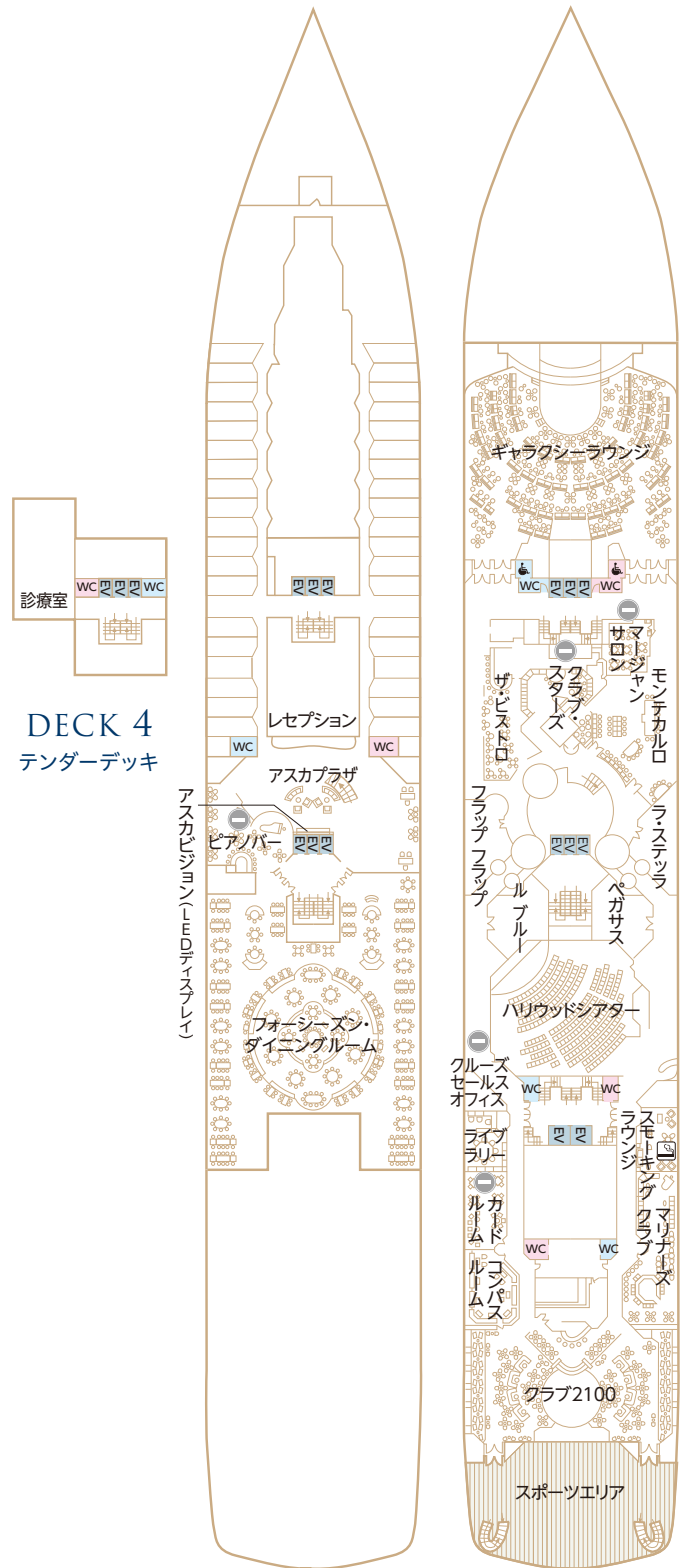 WC
EV
EV
EV
WC
診療室
DECK 4
テンダーデッキ
EV
EV
EV
レセプション
WC
WC
アスカプラザ
アスカビジョン(LEDディスプレイ)
ピアノバー
EV
EV
EV
フォーシーズン・
ダイニングルーム
ギャラクシーラウンジ
WC
EV
EV
EV
WC
マージャン
サロン
クラブ・
スターズ
モンテカルロ
ザ・ビストロ
フラップ フラップ
EV
EV
EV
ラ・ステッラ
ル ブルー
ペガサス
ハリウッドシアター
クルーズ
セールス
オフィス
WC
WC
EV
EV
ライブ
ラリー
スモーキング
ラウンジ
カード
ルーム
マリナーズ
クラブ
WC
WC
コンパス
ルーム
クラブ2100
スポーツエリア